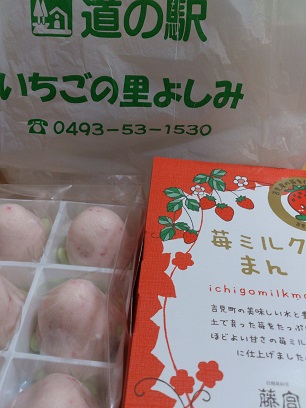 道の駅
いちごの里よしみ
☎ 0493-53-1530
苺ミルク
まん
ichigomilkm
吉見町の美味しい水と
土で育った苺をたっぷ
ほどよい甘さの苺ミル
に仕上げました